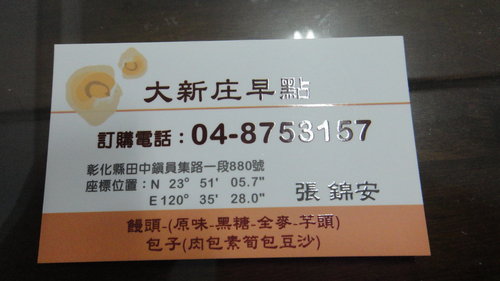 大新庄早點
訂購電話：04-8753157
彰化縣田中鎮員集路一段880號
座標位置：N 23° 51' 05.7"
E 120° 35' 28.0"
張錦安
饅頭-(原味-黑糖-全麥-芋頭)
包子(肉包素筍包豆沙)